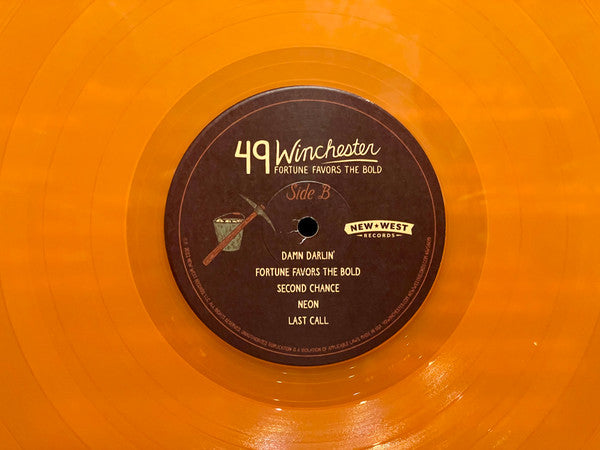 49 Winchester
FORTUNE FAVORS THE BOLD
Side B
NEW WEST
RECORDS
DAMN DARLIN'
FORTUNE FAVORS THE BOLD
SECOND CHANCE
NEON
LAST CALL